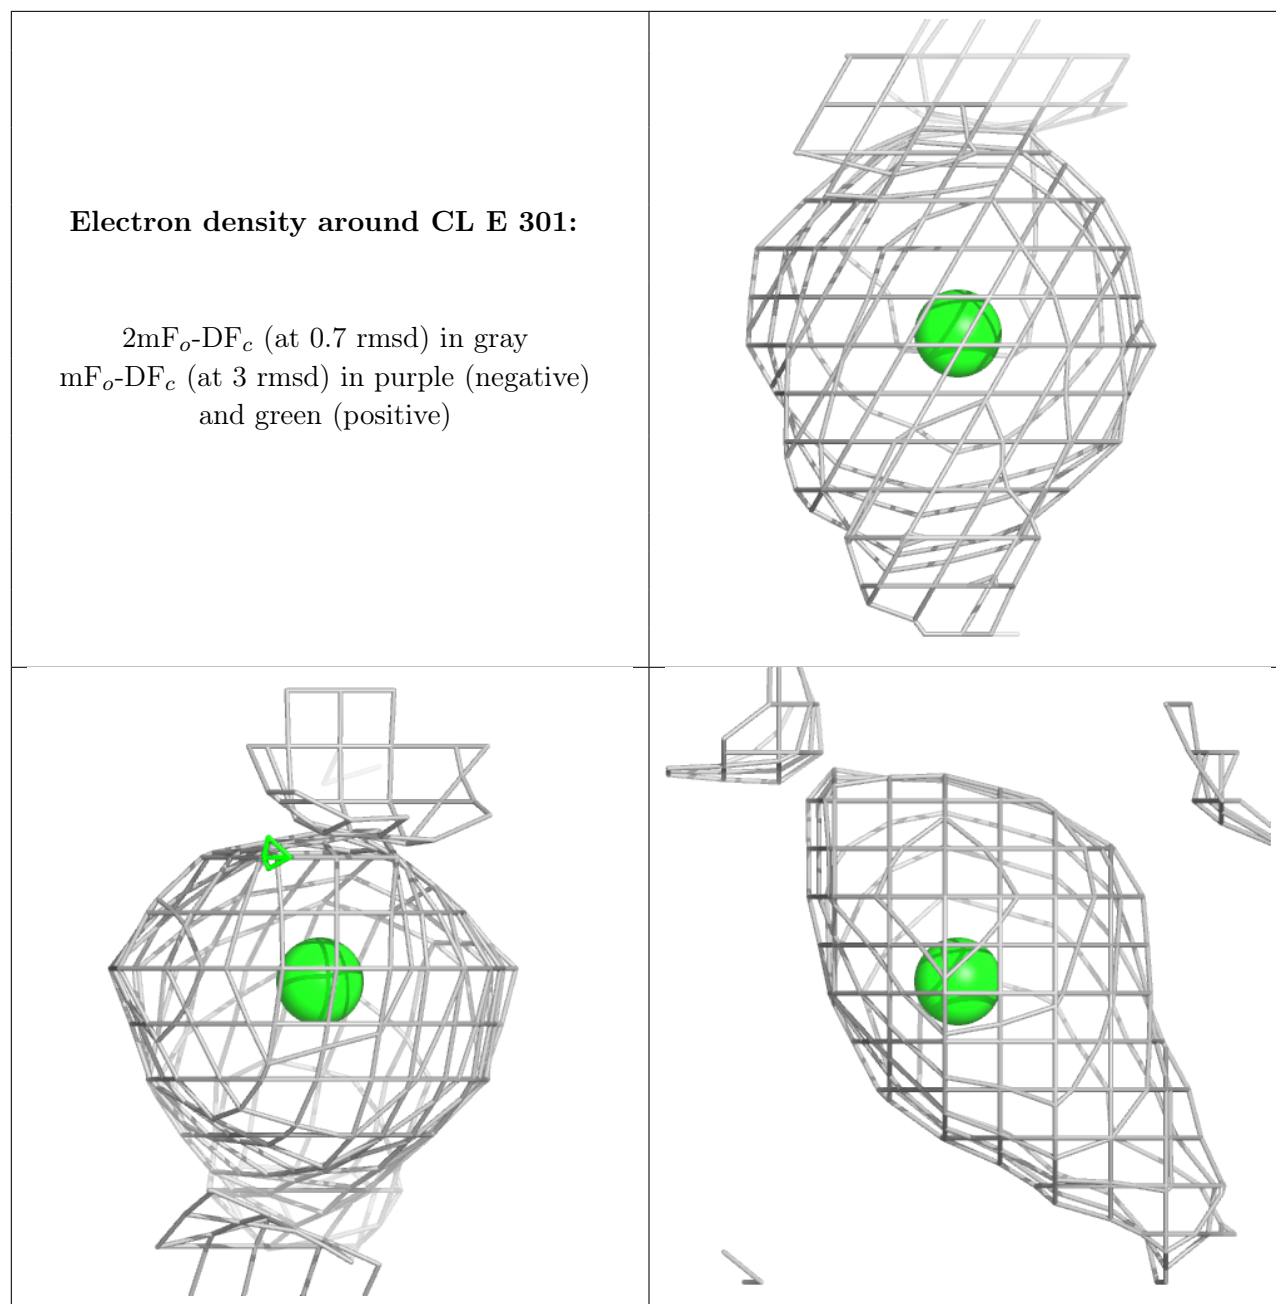 Electron density around CL E 301:
2mFo-DFc (at 0.7 rmsd) in gray
mFo-DFc (at 3 rmsd) in purple (negative)
and green (positive)